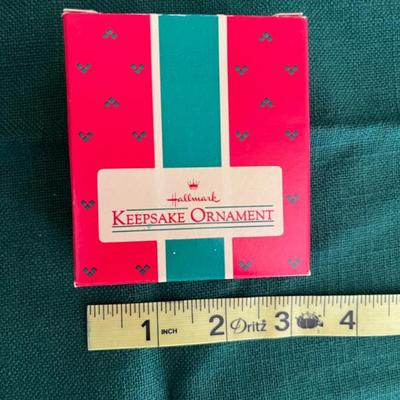 Hallmark
KEEPSAKE ORNAMENT
1 INCH 2 Dritz 3 4